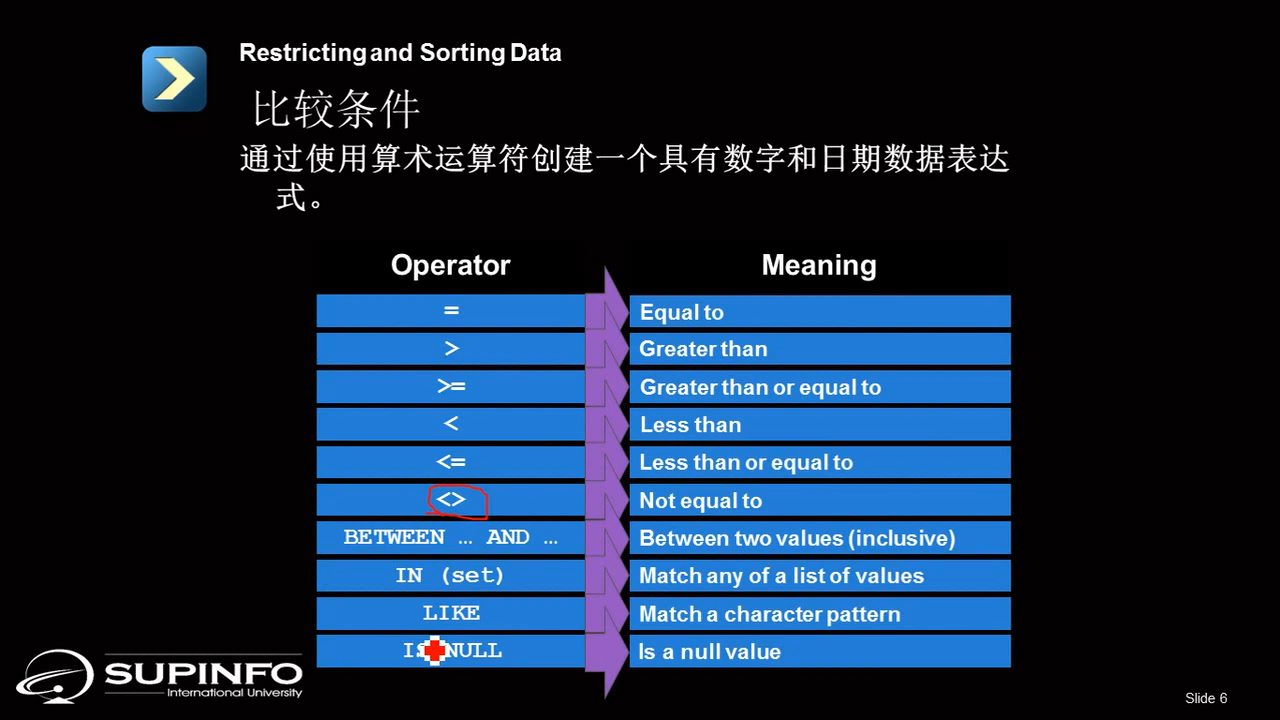 Restricting and Sorting Data
比较条件
通过使用算术运算符创建一个具有数字和日期数据表达
式。
Operator Meaning
= Equal to
> Greater than
>= Greater than or equal to
< Less than
<= Less than or equal to
<> Not equal to
BETWEEN … AND … Between two values (inclusive)
IN (set) Match any of a list of values
LIKE Match a character pattern
IS NULL Is a null value
SUPINFO
International University
Slide 6